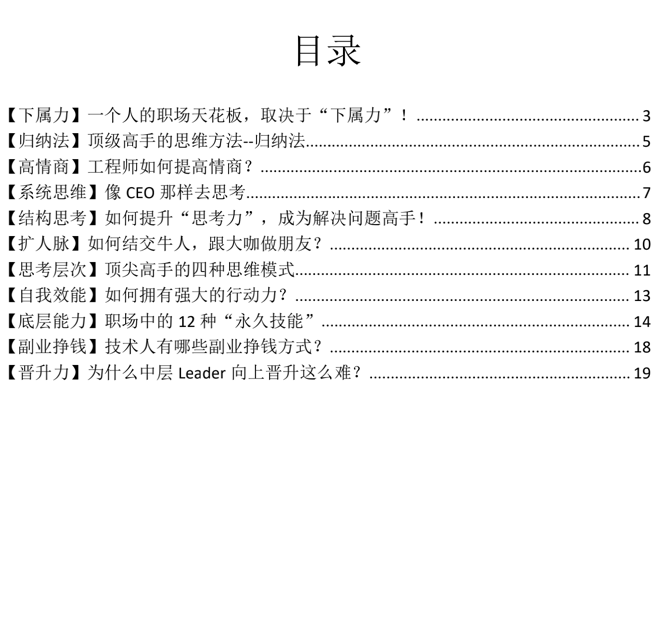 目录
【下属力】一个人的职场天花板，取决于“下属力”！ 3
【归纳法】顶级高手的思维方法--归纳法 5
【高情商】工程师如何提高情商？ 6
【系统思维】像 CEO 那样去思考 7
【结构思考】如何提升“思考力”，成为解决问题高手！ 8
【扩人脉】如何结交牛人，跟大咖做朋友？ 10
【思考层次】顶尖高手的四种思维模式 11
【自我效能】如何拥有强大的行动力？ 13
【底层能力】职场中的 12 种“永久技能” 14
【副业挣钱】技术人有哪些副业挣钱方式？ 18
【晋升力】为什么中层 Leader 向上晋升这么难？ 19